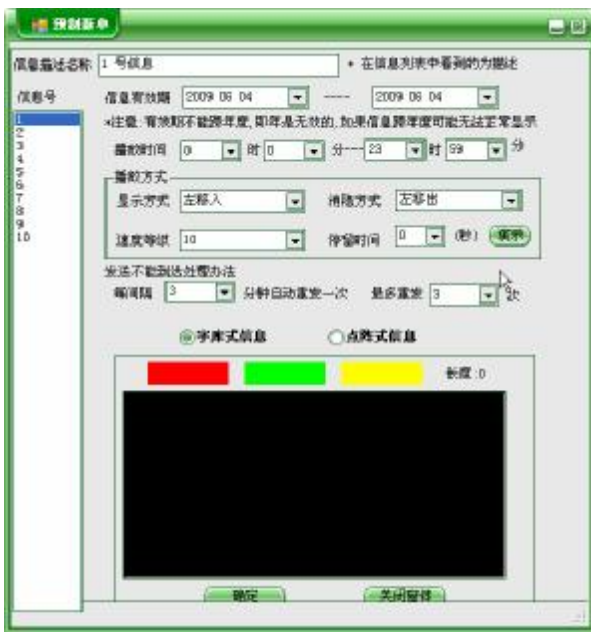 预制新单
信息描述名称 1 号信息 * 在信息列表中看到的为描述
信息号 信息有效期 2009 06 04 ---- 2009 06 04
*注意:有效期不能跨年度,即年是无效的,如果信息跨年度可能无法正常显示
播放时间 0 时 0 分---23 时 59 分
播放方式
显示方式 左移入 消隐方式 左移出
速度等级 10 停留时间 0 (秒) 演示
发送不能到达处理办法
每间隔 3 分钟自动重发一次 最多重发 3 次
字库式信息 点阵式信息
长度:0
确定 关闭窗体
1
2
3
4
5
6
7
8
9
10